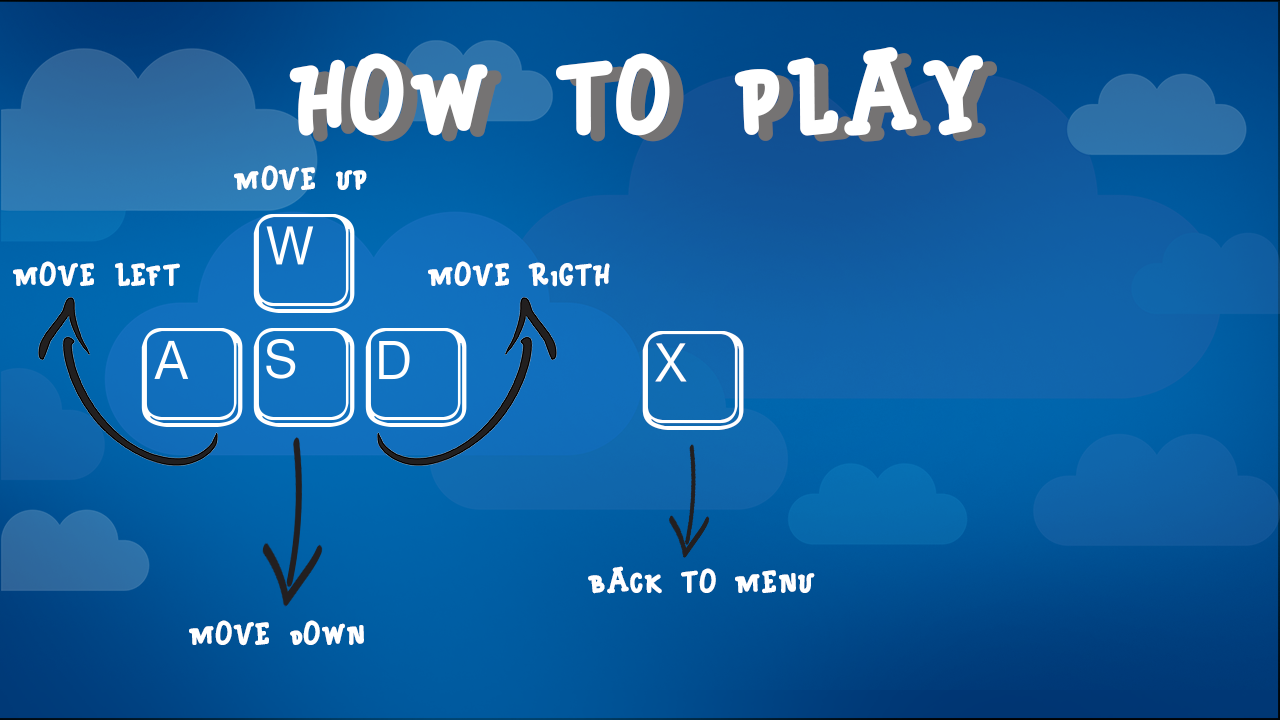 HOW TO PLAY
MOVE UP
W
MOVE LEFT
MOVE RIGTH
A
S
D
X
BACK TO MENU
MOVE DOWN